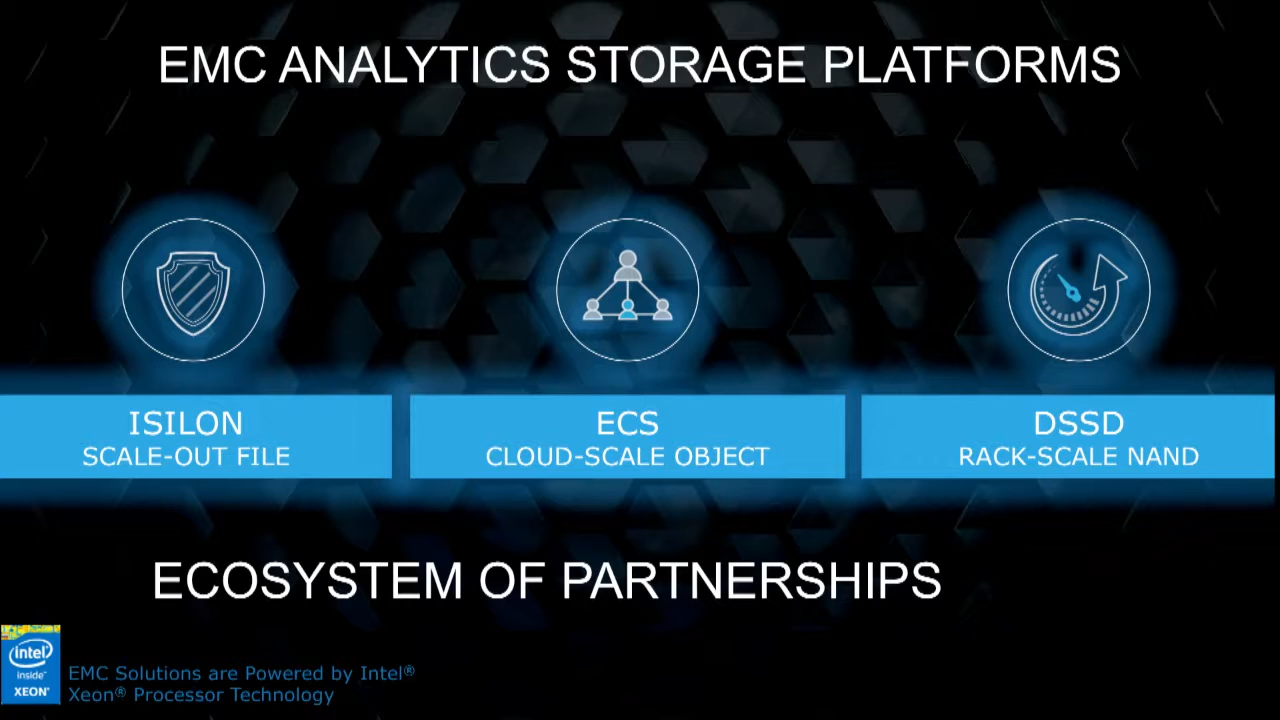 EMC ANALYTICS STORAGE PLATFORMS
ISILON
SCALE-OUT FILE
ECS
CLOUD-SCALE OBJECT
DSSD
RACK-SCALE NAND
ECOSYSTEM OF PARTNERSHIPS
intel
inside™
XEON®
EMC Solutions are Powered by Intel®
Xeon® Processor Technology